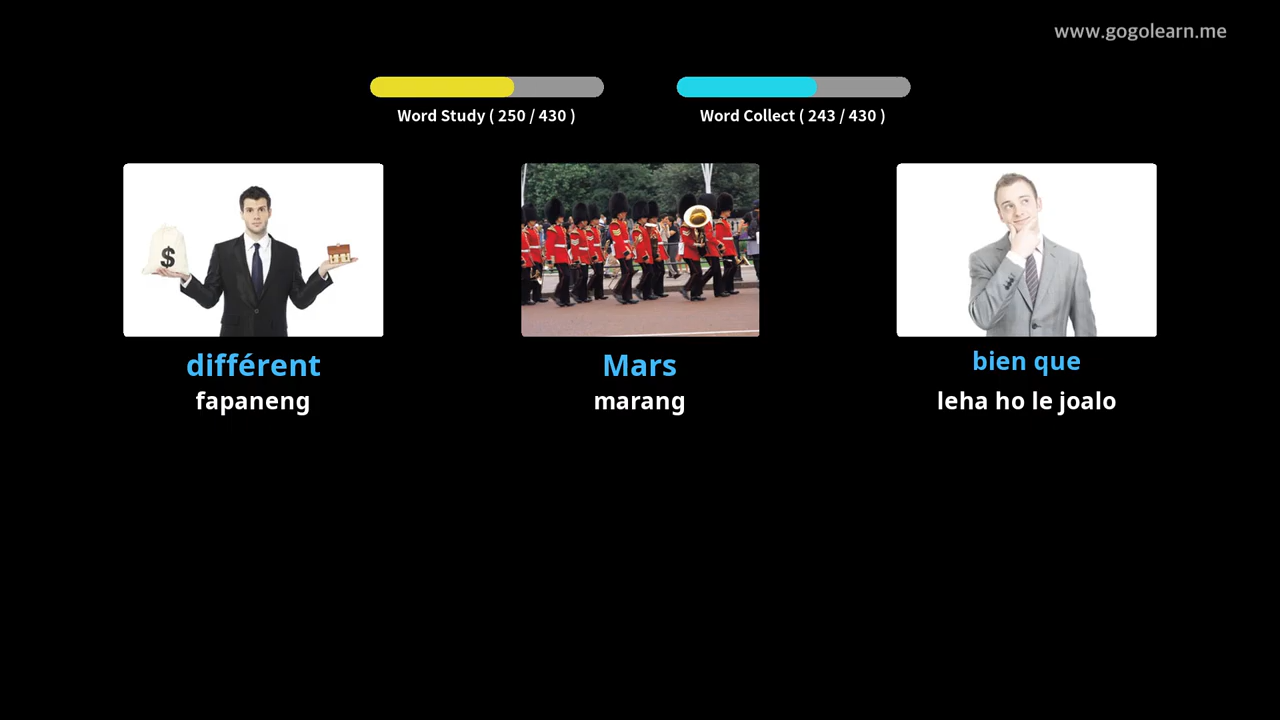 www.gogolearn.me
Word Study ( 250 / 430 )
Word Collect ( 243 / 430 )
$
différent
Mars
bien que
fapaneng
marang
leha ho le joalo